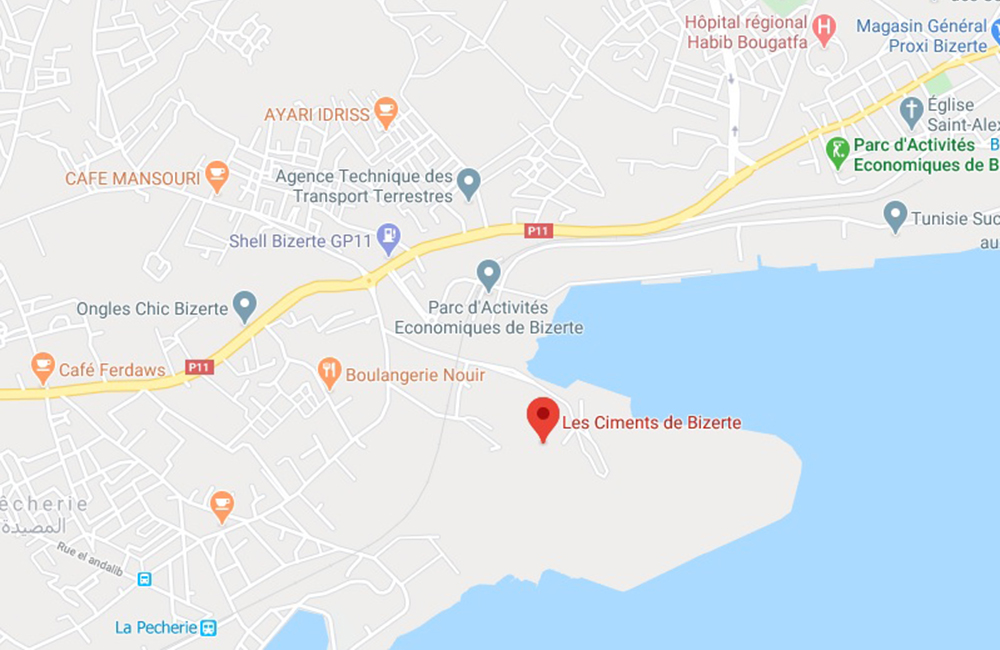 Hôpital régional
Habib Bougatfa
Magasin Général
Proxi Bizerte
AYARI IDRISS
Église
Saint-Alex
Parc d'Activités
Economiques de B
B
CAFE MANSOURI
Agence Technique des
Transport Terrestres
Tunisie Suc
au
Shell Bizerte GP11
P11
Parc d'Activités
Economiques de Bizerte
Ongles Chic Bizerte
Café Ferdaws
P11
Boulangerie Nouir
Les Ciments de Bizerte
êcherie
المصيدة
Rue el andalib
La Pecherie